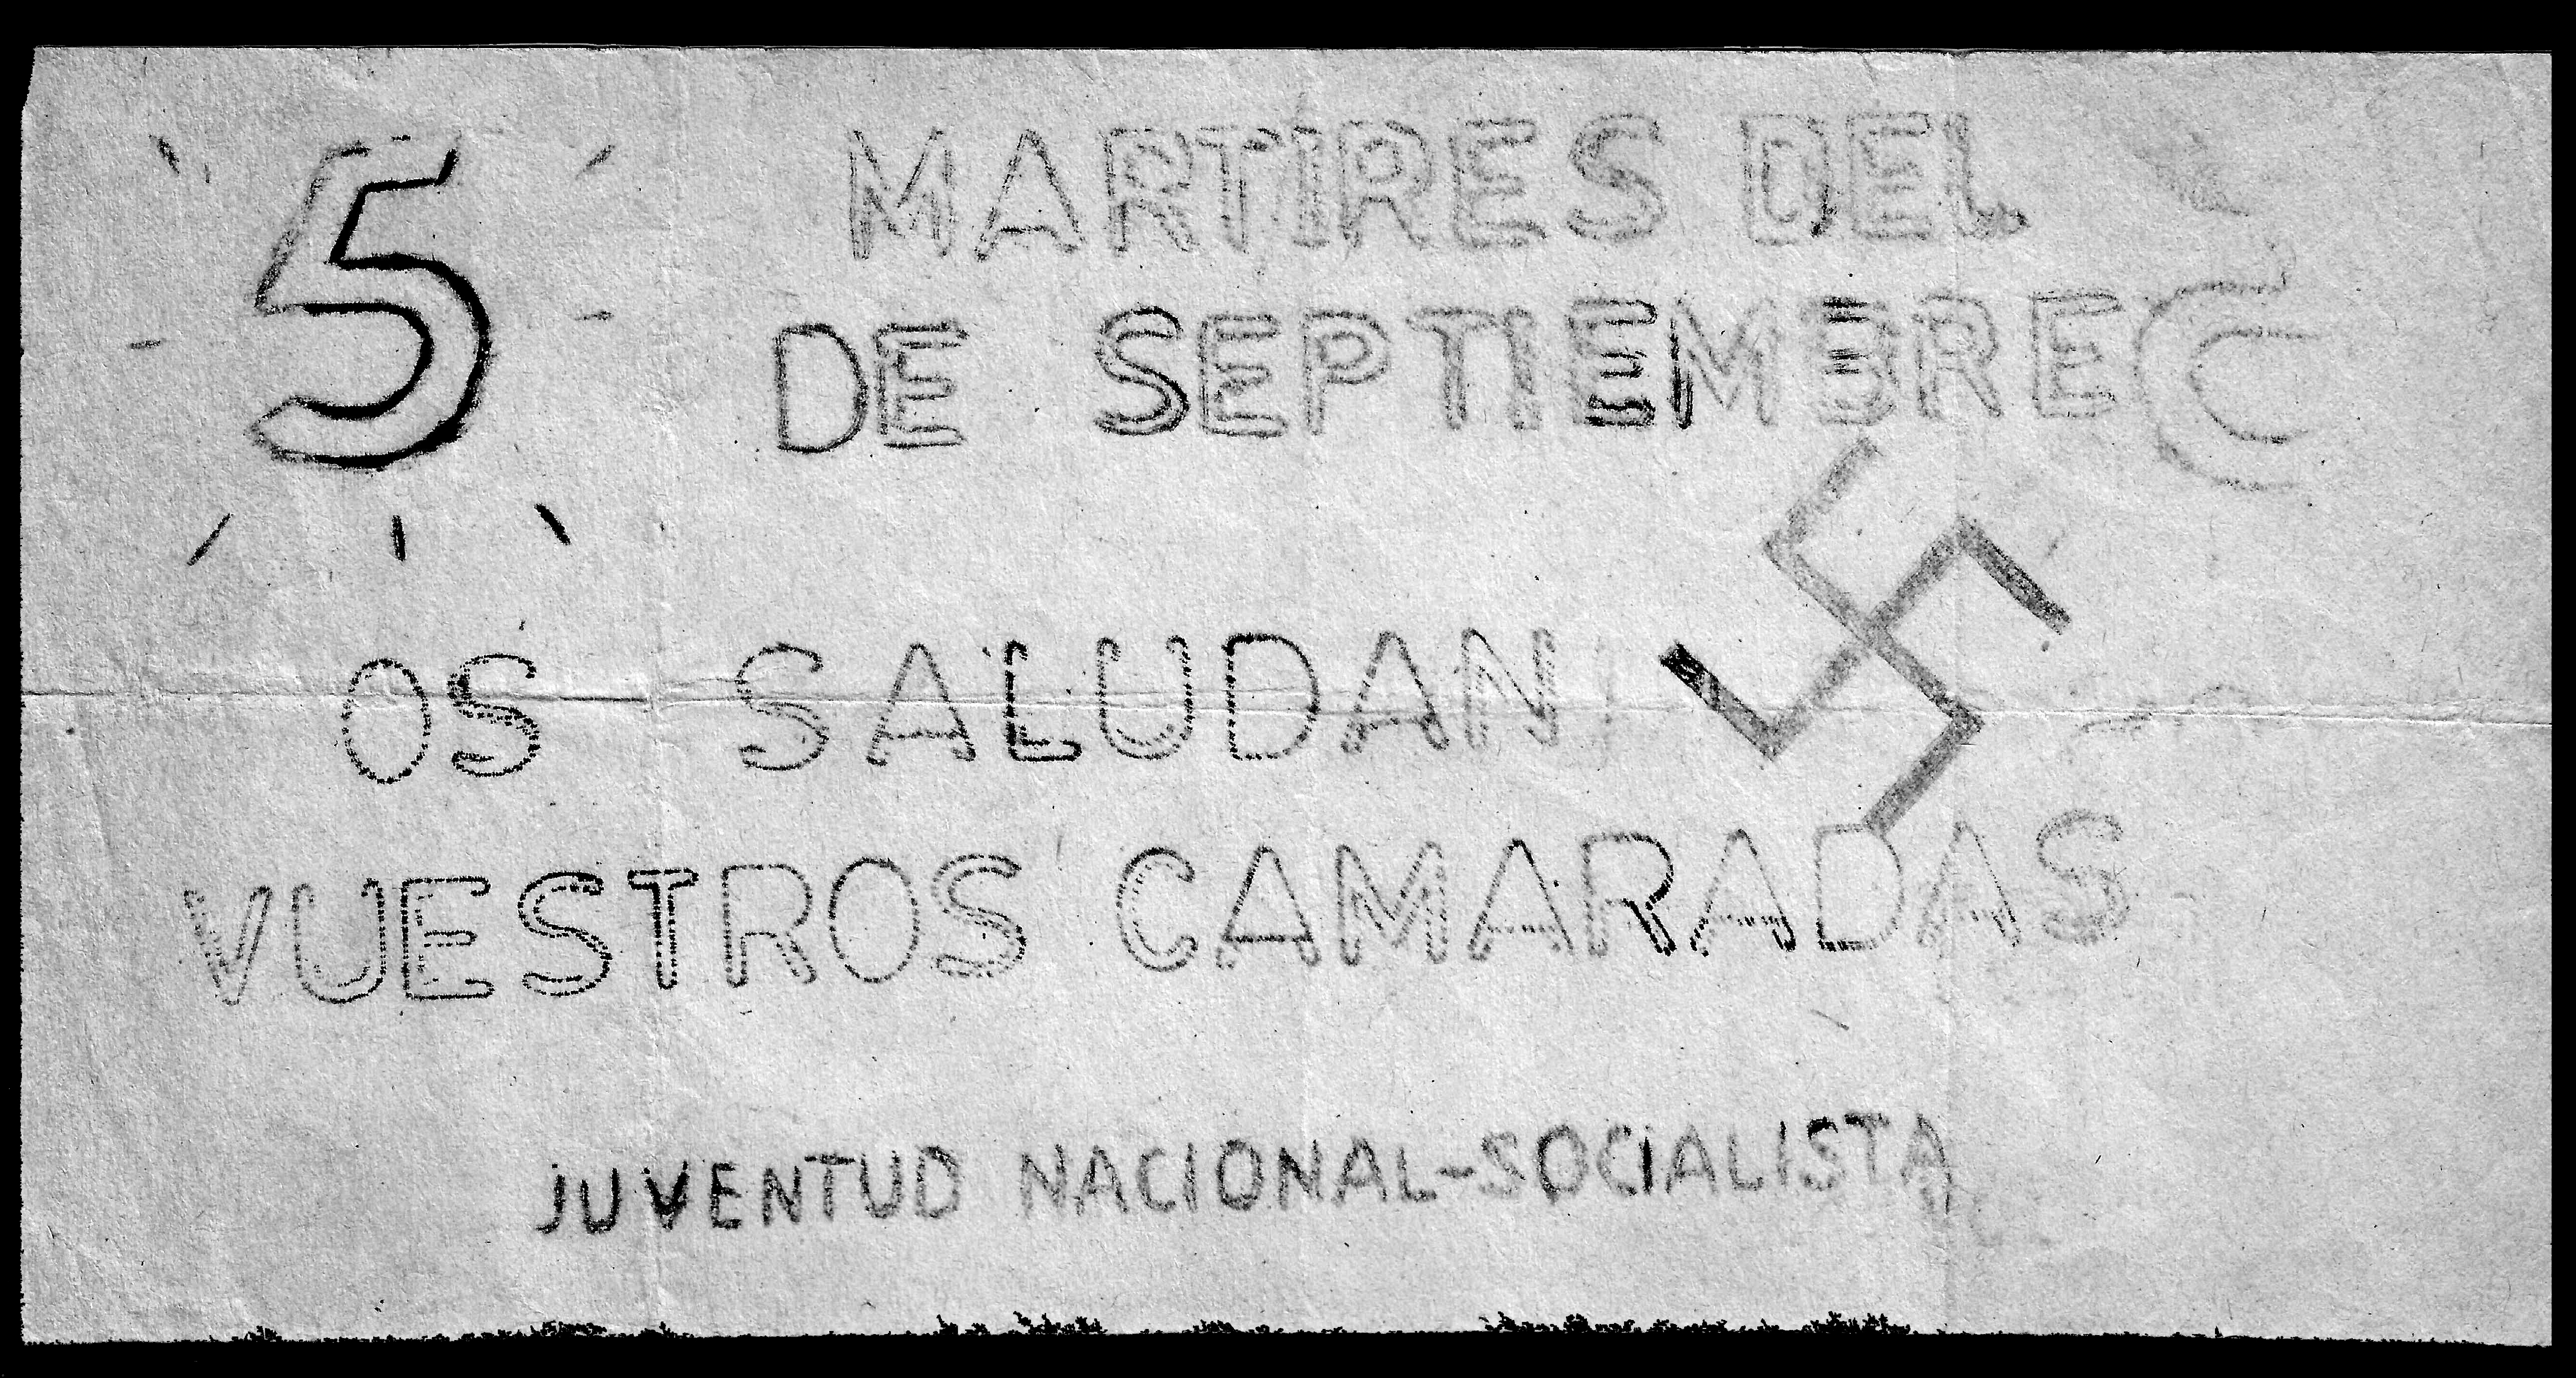 5 MARTIRES DEL
DE SEPTIEMBRE
OS SALUDAN
VUESTROS CAMARADAS
JUVENTUD NACIONAL-SOCIALISTA